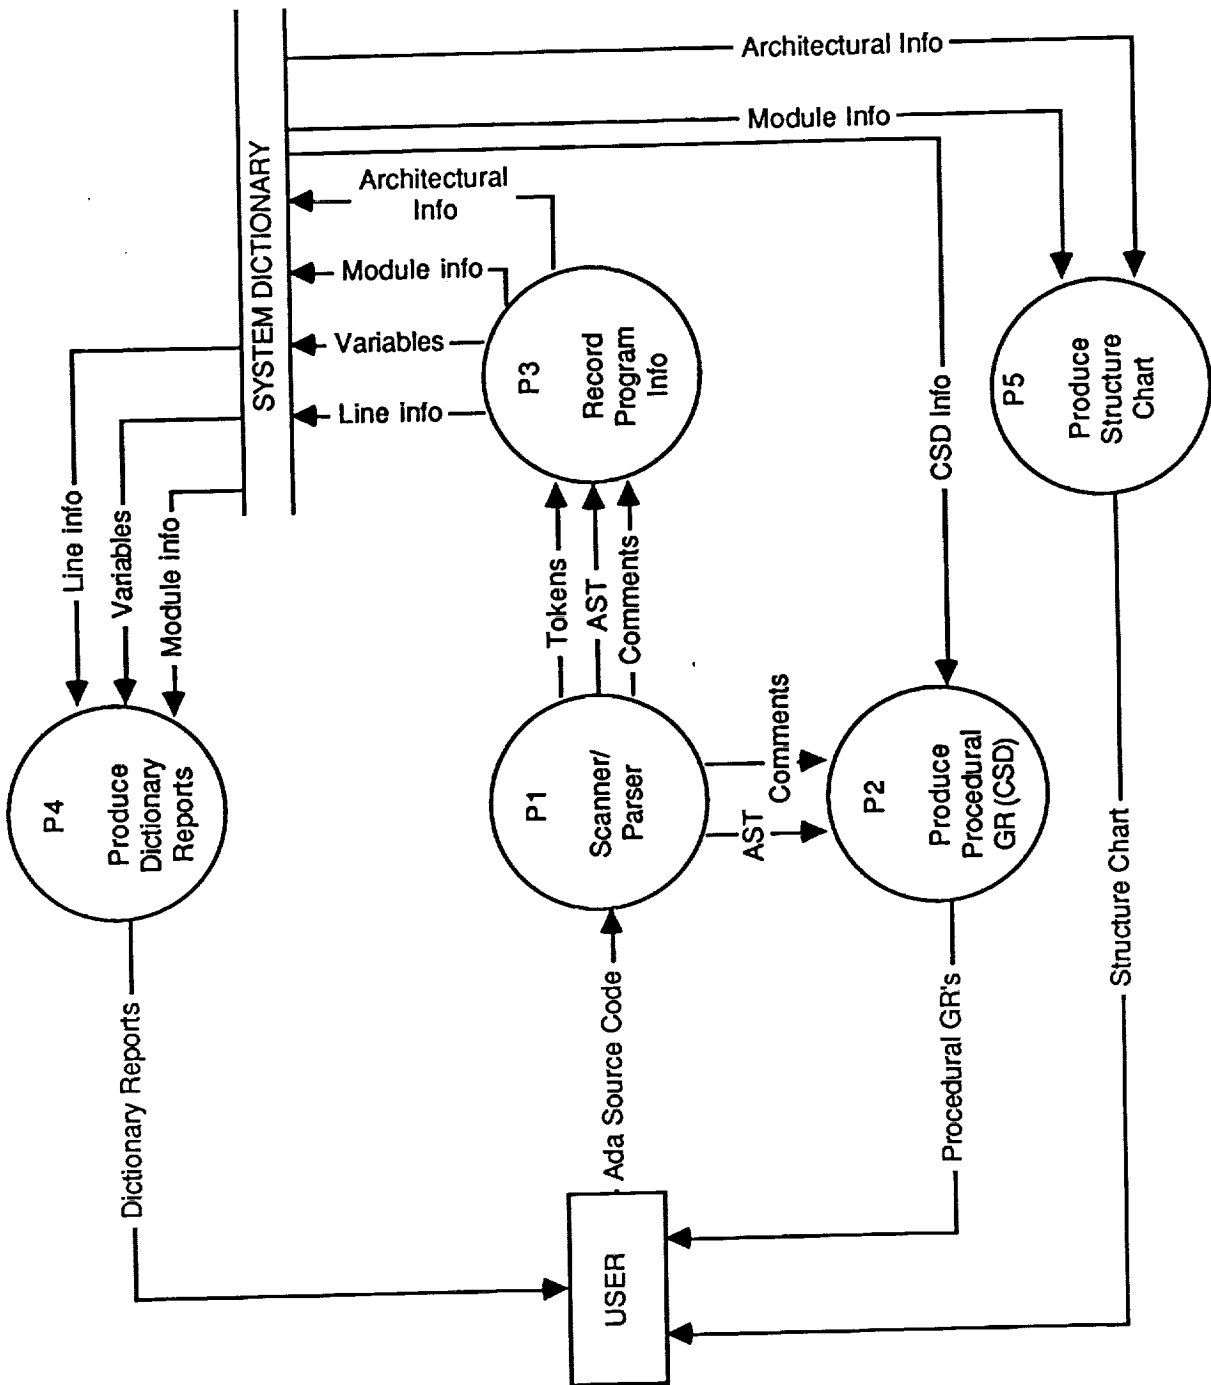 Dictionary Reports
P4
Produce
Dictionary
Reports
Line info
Variables
Module info
SYSTEM DICTIONARY
USER
Ada Source Code
P1
Scanner/
Parser
Tokens
AST
Comments
P3
Record
Program
Info
Line info
Variables
Module info
Architectural
Info
AST
Comments
Procedural GR's
P2
Produce
Procedural
GR (CSD)
CSD Info
Structure Chart
P5
Produce
Structure
Chart
Module Info
Architectural Info